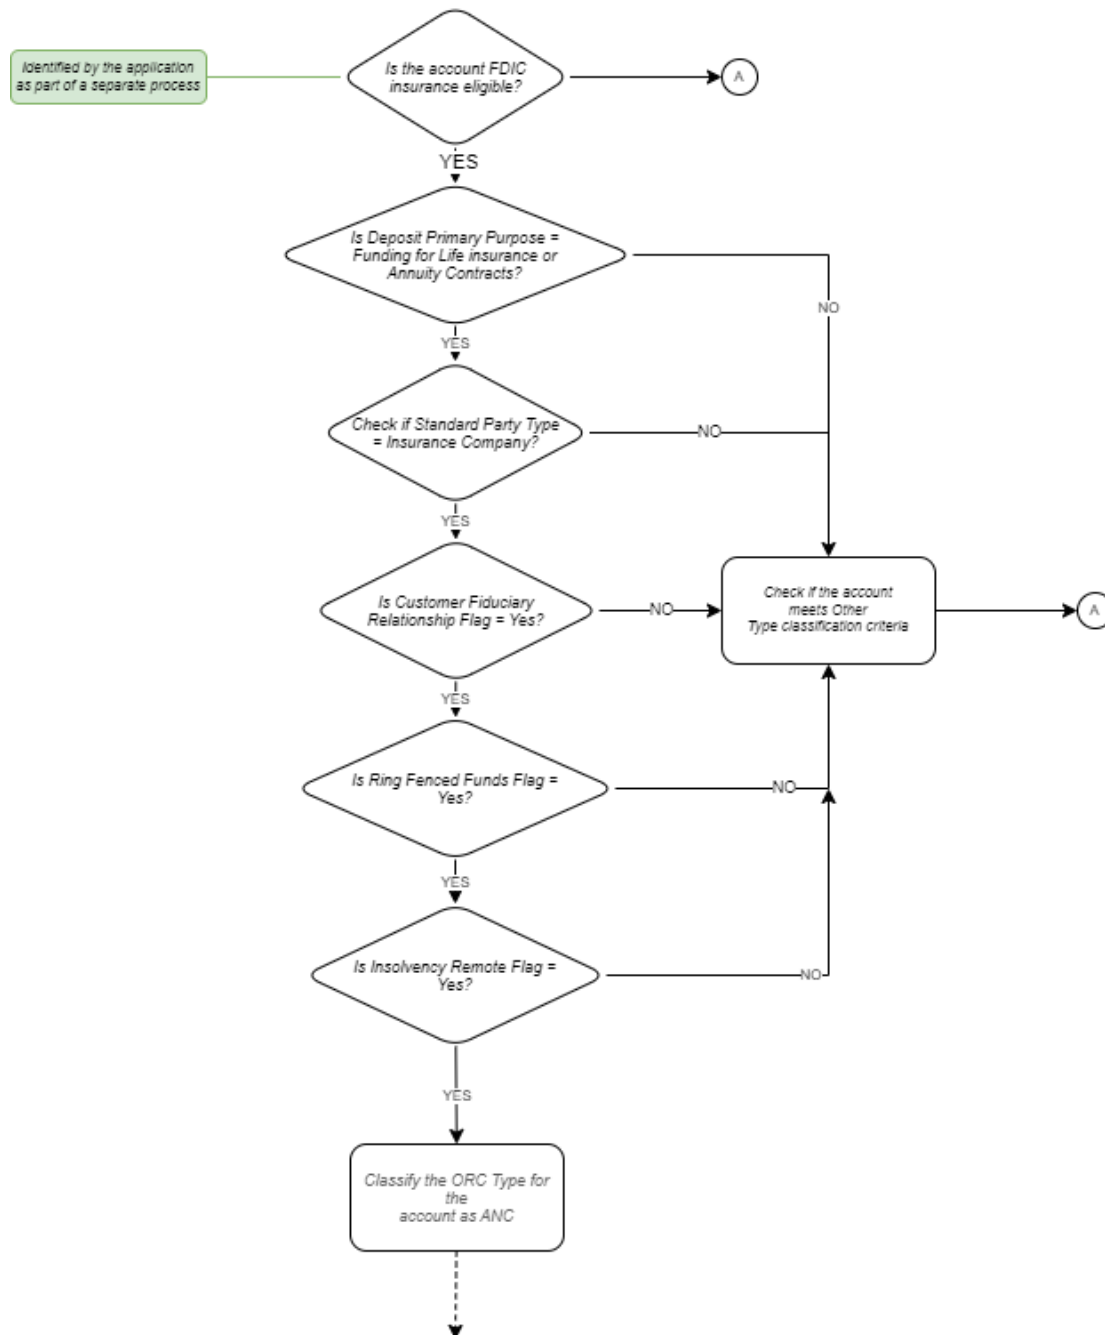 Identified by the application
as part of a separate process
Is the account FDIC
insurance eligible?
A
YES
Is Deposit Primary Purpose =
Funding for Life insurance or
Annuity Contracts?
NO
YES
Check if Standard Party Type
= Insurance Company?
NO
YES
Is Customer Fiduciary
Relationship Flag = Yes?
NO
Check if the account
meets Other
Type classification criteria
A
YES
Is Ring Fenced Funds Flag =
Yes?
NO
YES
Is Insolvency Remote Flag =
Yes?
NO
YES
Classify the ORC Type for
the
account as ANC